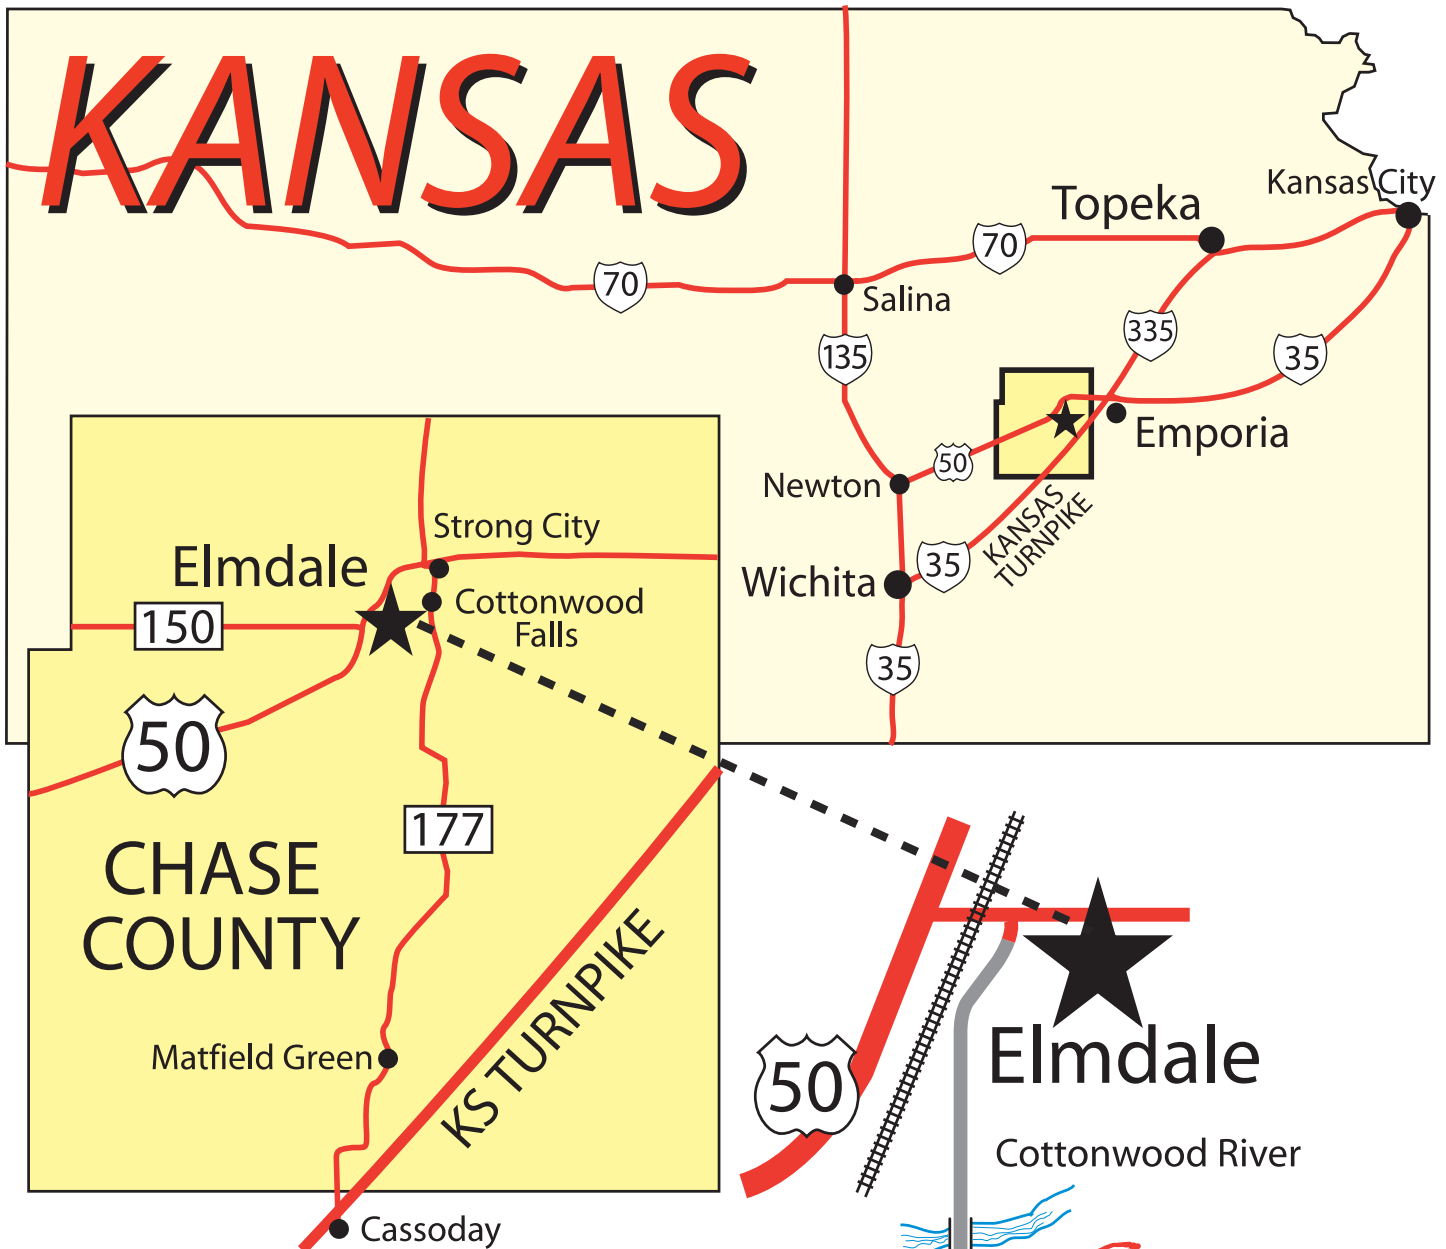 KANSAS
Kansas City
Topeka
70
70
Salina
335
135
35
Emporia
50
Newton
KANSAS
TURNPIKE
35
Wichita
35
Strong City
Elmdale
Cottonwood
Falls
150
50
177
CHASE
COUNTY
KS TURNPIKE
Matfield Green
Cassoday
50
Elmdale
Cottonwood River